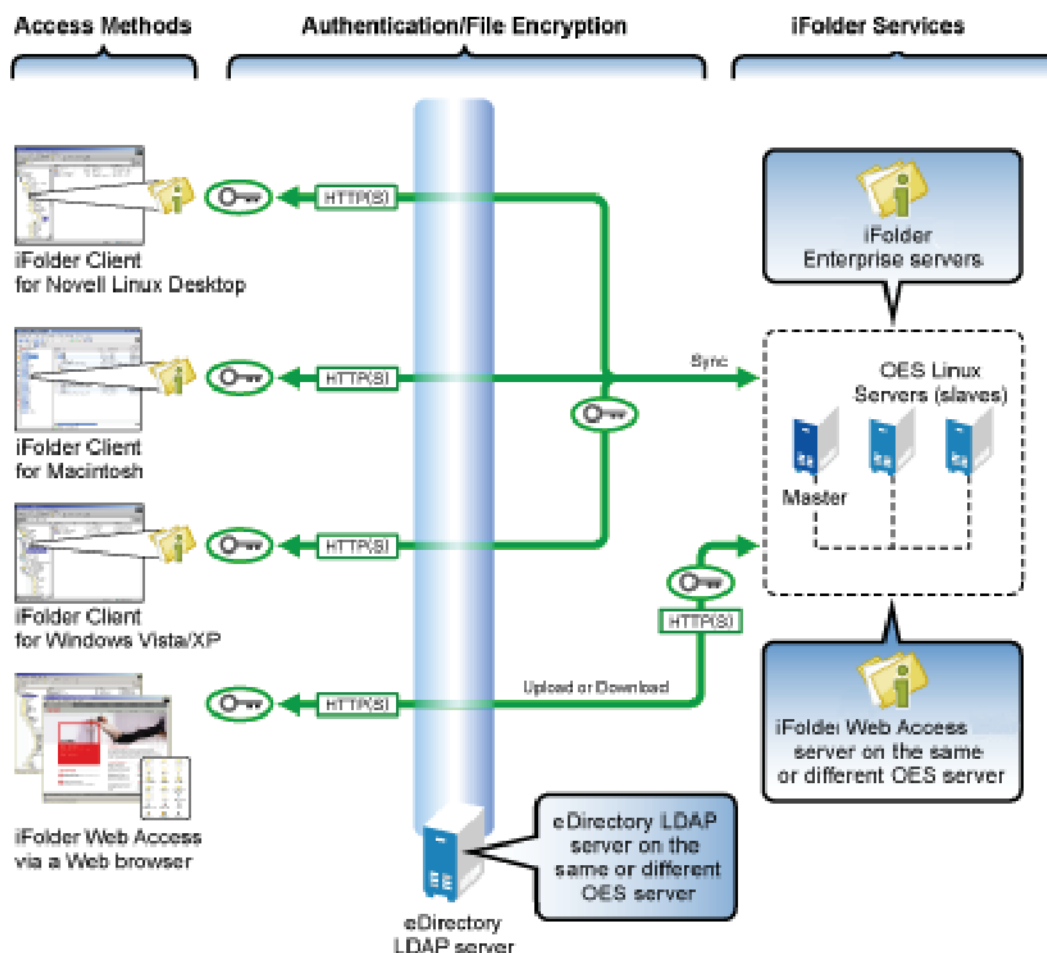 Access Methods
Authentication/File Encryption
iFolder Services
HTTP(S)
iFolder Client
for Novell Linux Desktop
iFolder
Enterprise servers
HTTP(S)
Sync
iFolder Client
for Macintosh
OES Linux
Servers (slaves)
Master
HTTP(S)
iFolder Client
for Windows Vista/XP
HTTP(S)
HTTP(S)
Upload or Download
iFolder Web Access
server on the same
or different OES server
iFolder Web Access
via a Web browser
eDirectory LDAP
server on the
same or different
OES server
eDirectory
LDAP server